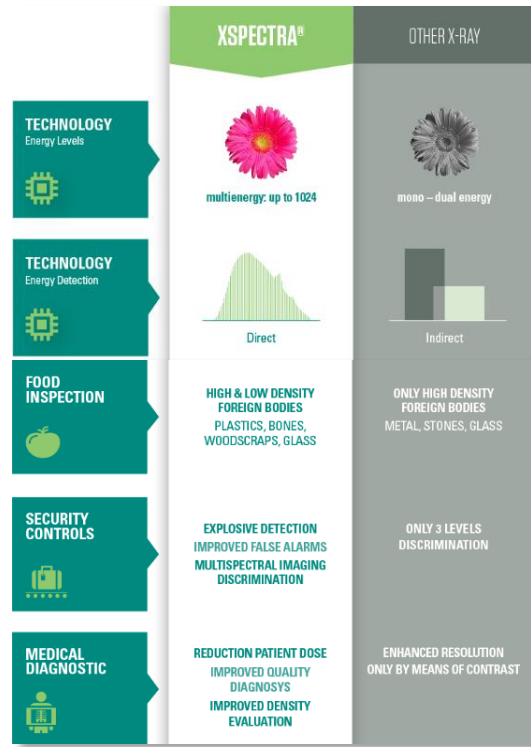 XSPECTRA®
OTHER X-RAY
TECHNOLOGY
Energy Levels
multienergy: up to 1024
mono – dual energy
TECHNOLOGY
Energy Detection
Direct
Indirect
FOOD
INSPECTION
HIGH & LOW DENSITY
FOREIGN BODIES
PLASTICS, BONES,
WOODSCRAPS, GLASS
ONLY HIGH DENSITY
FOREIGN BODIES
METAL, STONES, GLASS
SECURITY
CONTROLS
EXPLOSIVE DETECTION
IMPROVED FALSE ALARMS
MULTISPECTRAL IMAGING
DISCRIMINATION
ONLY 3 LEVELS
DISCRIMINATION
MEDICAL
DIAGNOSTIC
REDUCTION PATIENT DOSE
IMPROVED QUALITY
DIAGNOSYS
IMPROVED DENSITY
EVALUATION
ENHANCED RESOLUTION
ONLY BY MEANS OF CONTRAST